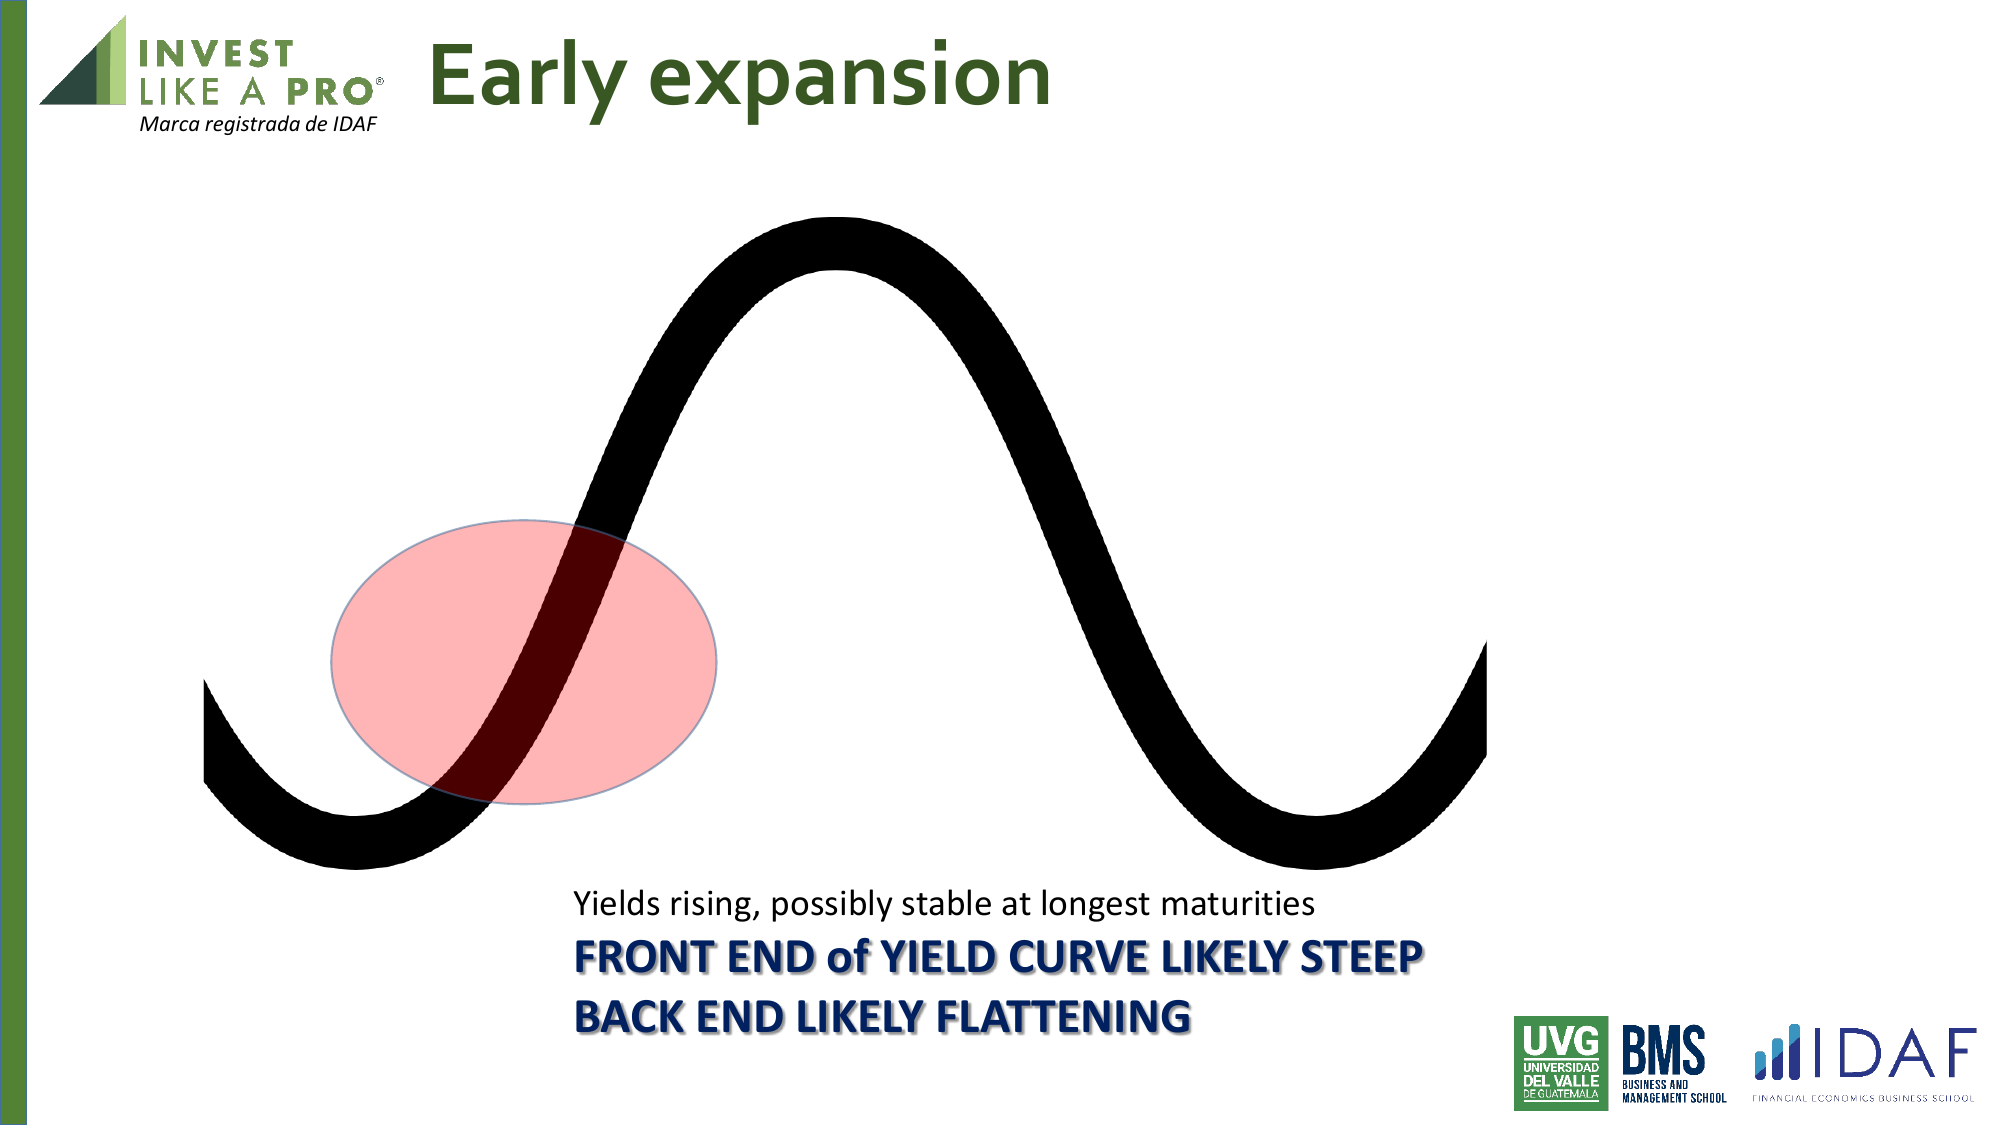 INVEST
LIKE A PRO®
Marca registrada de IDAF
Early expansion
Yields rising, possibly stable at longest maturities
FRONT END of YIELD CURVE LIKELY STEEP
BACK END LIKELY FLATTENING
UVG
UNIVERSIDAD
DEL VALLE
DE GUATEMALA
BMS
BUSINESS AND
MANAGEMENT SCHOOL
IDAF
FINANCIAL ECONOMICS BUSINESS SCHOOL